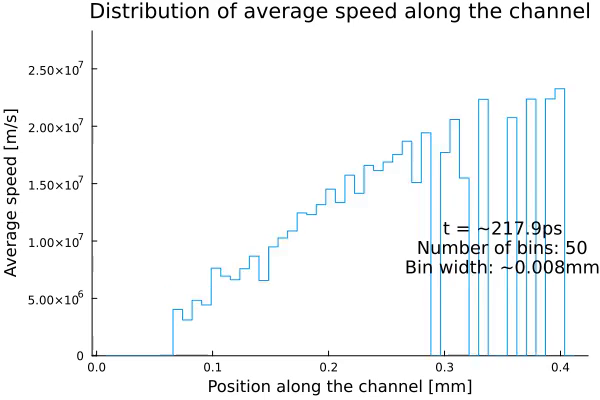 Distribution of average speed along the channel
Average speed [m/s]
2.50×10⁷
2.00×10⁷
1.50×10⁷
1.00×10⁷
5.00×10⁶
0
t = ~217.9ps
Number of bins: 50
Bin width: ~0.008mm
0.0 0.1 0.2 0.3 0.4
Position along the channel [mm]